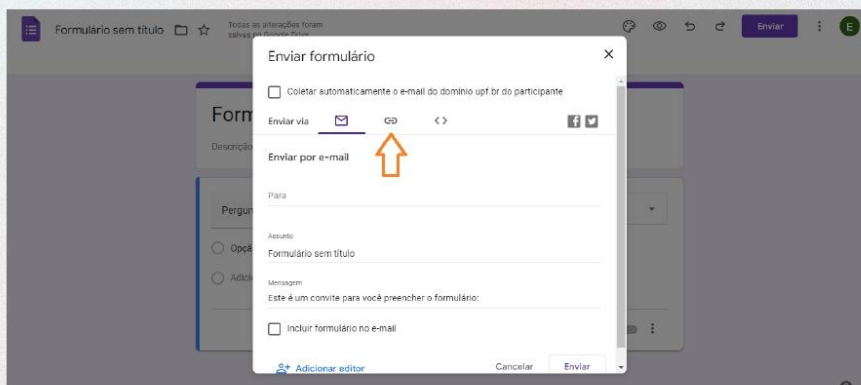 Formulário sem título
Todas as alterações foram
salvas no Google Drive
Enviar
E
Enviar formulário
Coletar automaticamente o e-mail do domínio upf.br do participante
Form
Enviar via
Descrição
Enviar por e-mail
Para
Pergun
Assunto
Opçã
Formulário sem título
Adici
Mensagem
Este é um convite para você preencher o formulário:
Incluir formulário no e-mail
Adicionar editor
Cancelar
Enviar